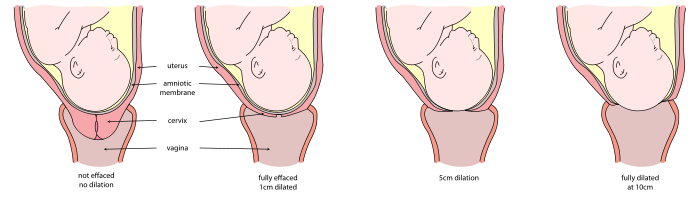 uterus
amniotic
membrane
cervix
vagina
not effaced
no dilation
fully effaced
1cm dilated
5cm dilation
fully dilated
at 10cm